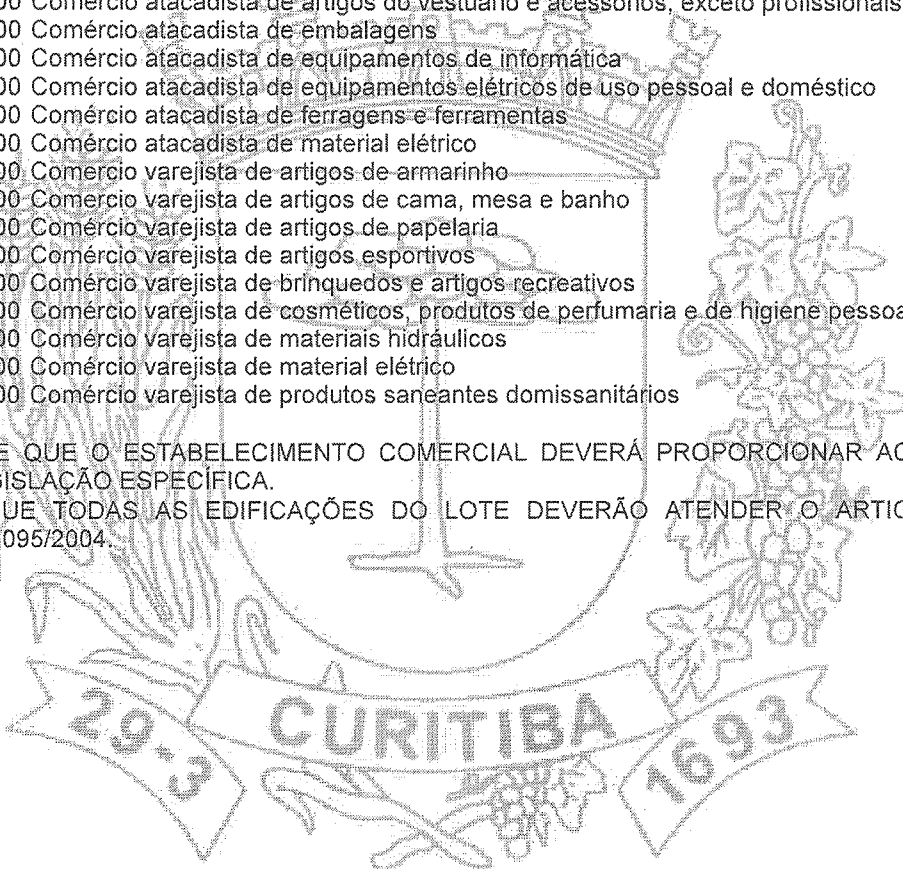 00 Comércio atacadista de artigos do vestuário e acessórios, exceto profissionais
00 Comércio atacadista de embalagens
00 Comércio atacadista de equipamentos de informática
00 Comércio atacadista de equipamentos elétricos de uso pessoal e doméstico
00 Comércio atacadista de ferragens e ferramentas
00 Comércio atacadista de material elétrico
00 Comercio varejista de artigos de armarinho
00 Comercio varejista de artigos de cama, mesa e banho
00 Comércio varejista de artigos de papelaria
00 Comércio varejista de artigos esportivos
00 Comércio varejista de brinquedos e artigos recreativos
00 Comércio varejista de cosméticos, produtos de perfumaria e de higiene pessoa
00 Comércio varejista de materiais hidráulicos
00 Comércio varejista de material elétrico
00 Comércio varejista de produtos saneantes domissanitários
E QUE O ESTABELECIMENTO COMERCIAL DEVERÁ PROPORCIONAR AC
GISLAÇÃO ESPECÍFICA.
QUE TODAS AS EDIFICAÇÕES DO LOTE DEVERÃO ATENDER O ARTIG
.095/2004.
29-3 CURITIBA 1693